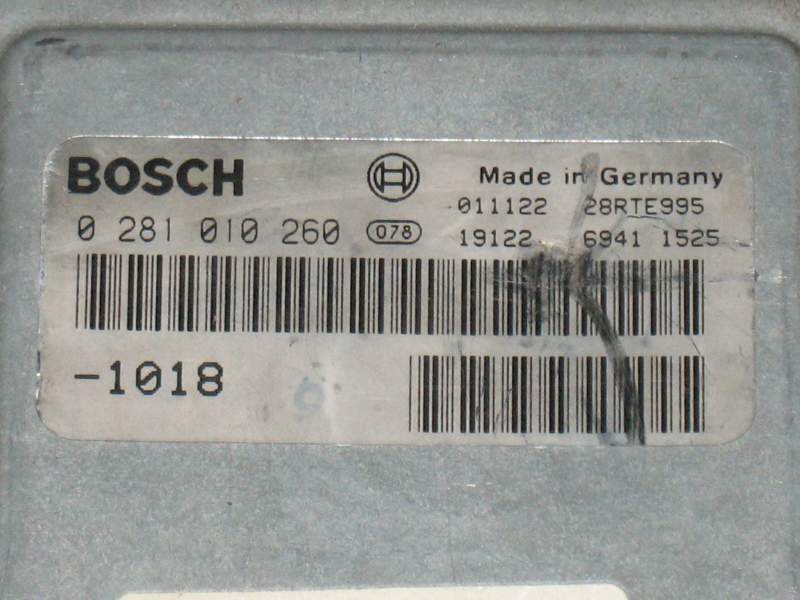 BOSCH
Made in Germany
011122 28RTE995
0 281 010 260 078
19122 6941 1525
-1018